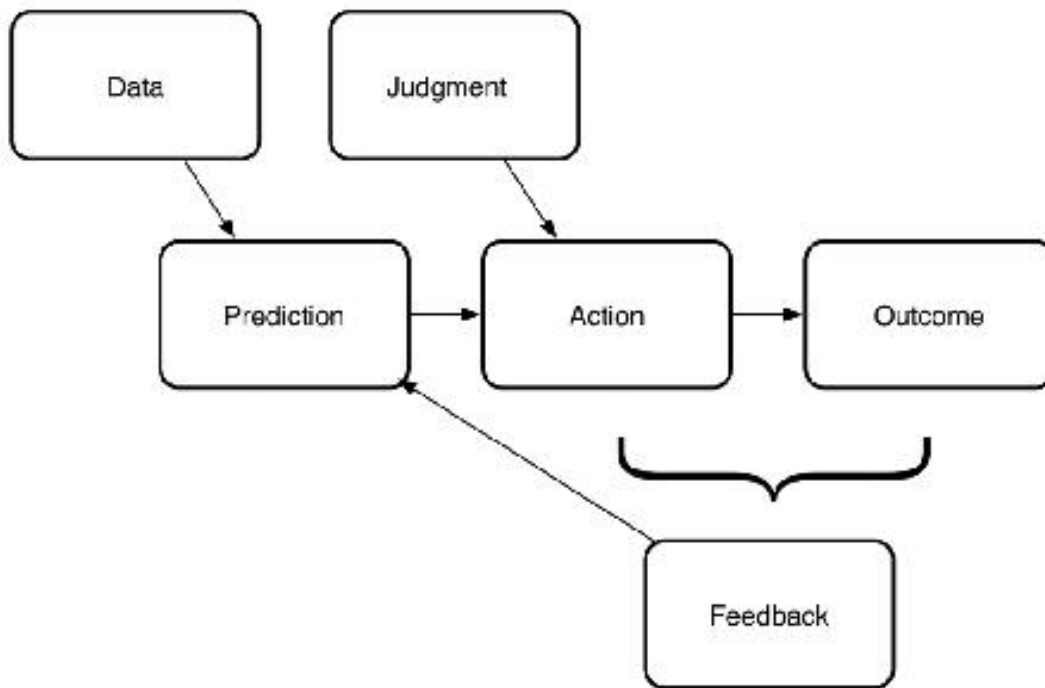 Data
Judgment
Prediction
Action
Outcome
Feedback